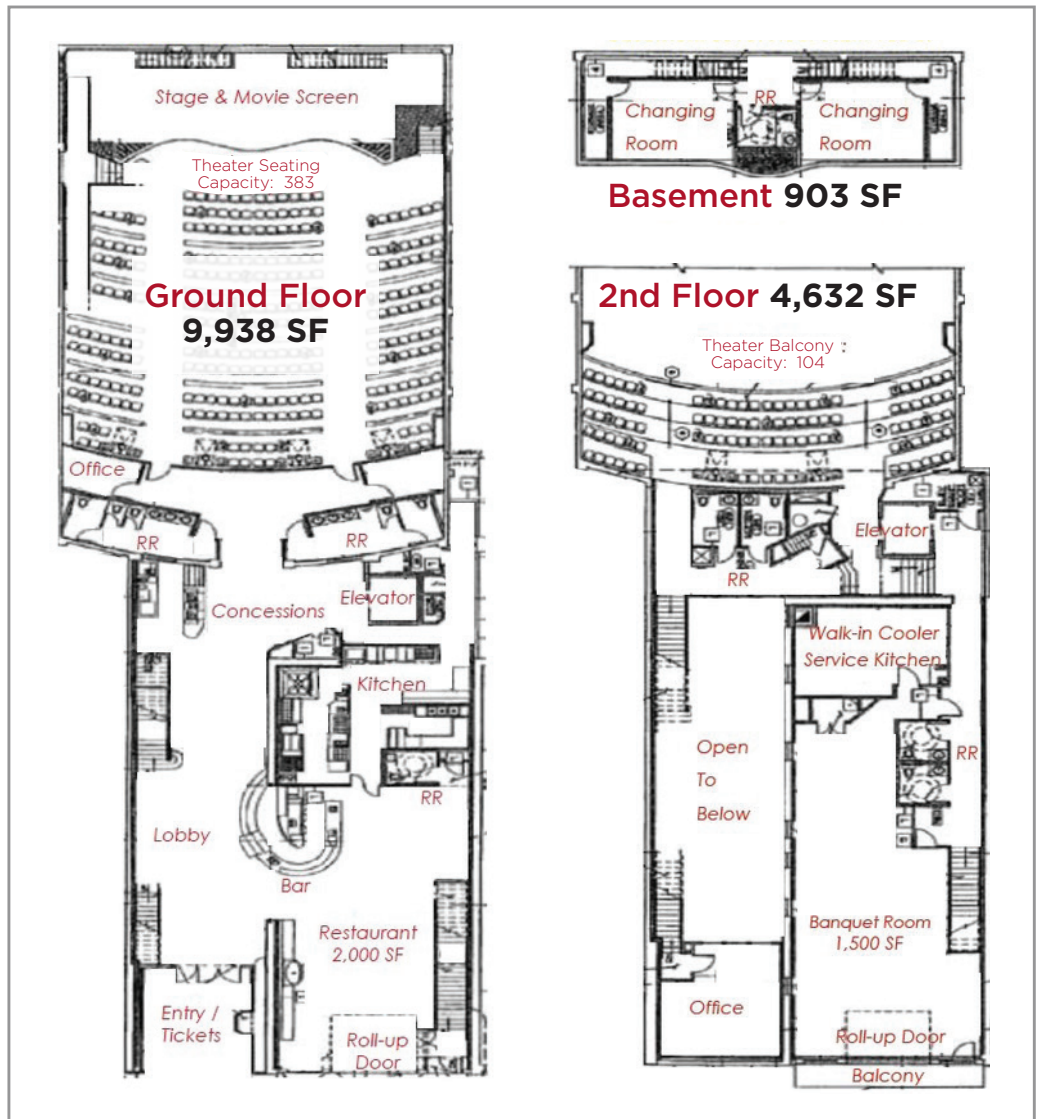 Stage & Movie Screen
Theater Seating
Capacity: 383
Ground Floor
9,938 SF
Office
RR
RR
Concessions
Elevator
Kitchen
RR
Lobby
Bar
Restaurant
2,000 SF
Entry /
Tickets
Roll-up
Door
Changing
Room
RR
Changing
Room
Basement 903 SF
2nd Floor 4,632 SF
Theater Balcony
Capacity: 104
Elevator
RR
Walk-in Cooler
Service Kitchen
Open
To
Below
RR
Banquet Room
1,500 SF
Office
Roll-up Door
Balcony